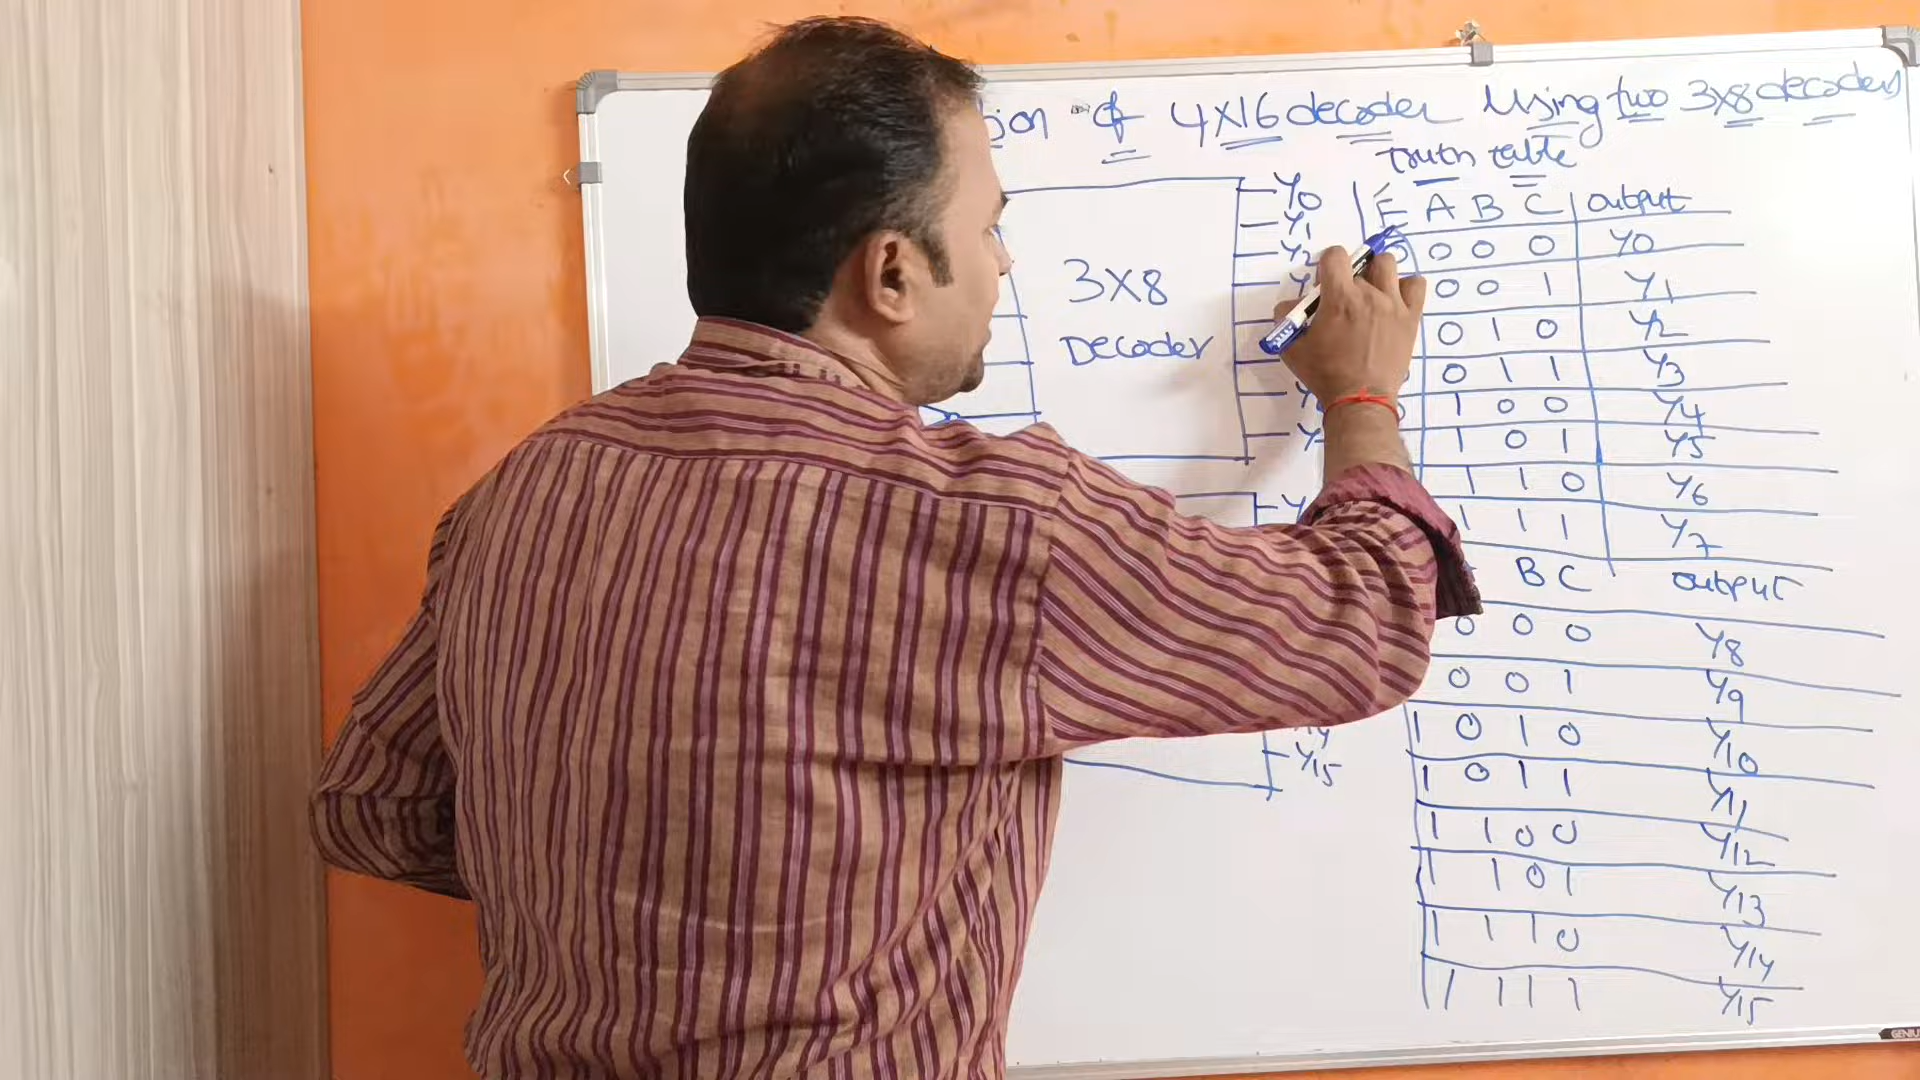 of 4X16 decoder Using two 3x8 decoders
Truth table
E A B C output
0 0 0 0 Y0
0 0 1 Y1
0 1 0 Y2
0 1 1 Y3
1 0 0 Y4
1 0 1 Y5
1 1 0 Y6
1 1 1 Y7
B C output
0 0 0 Y8
0 0 1 Y9
1 0 1 0 Y10
1 0 1 1 Y11
1 1 0 0 Y12
1 1 0 1 Y13
1 1 1 0 Y14
1 1 1 1 Y15
Y0
Y1
Y2
3X8
Decoder
Y15
GENIUS